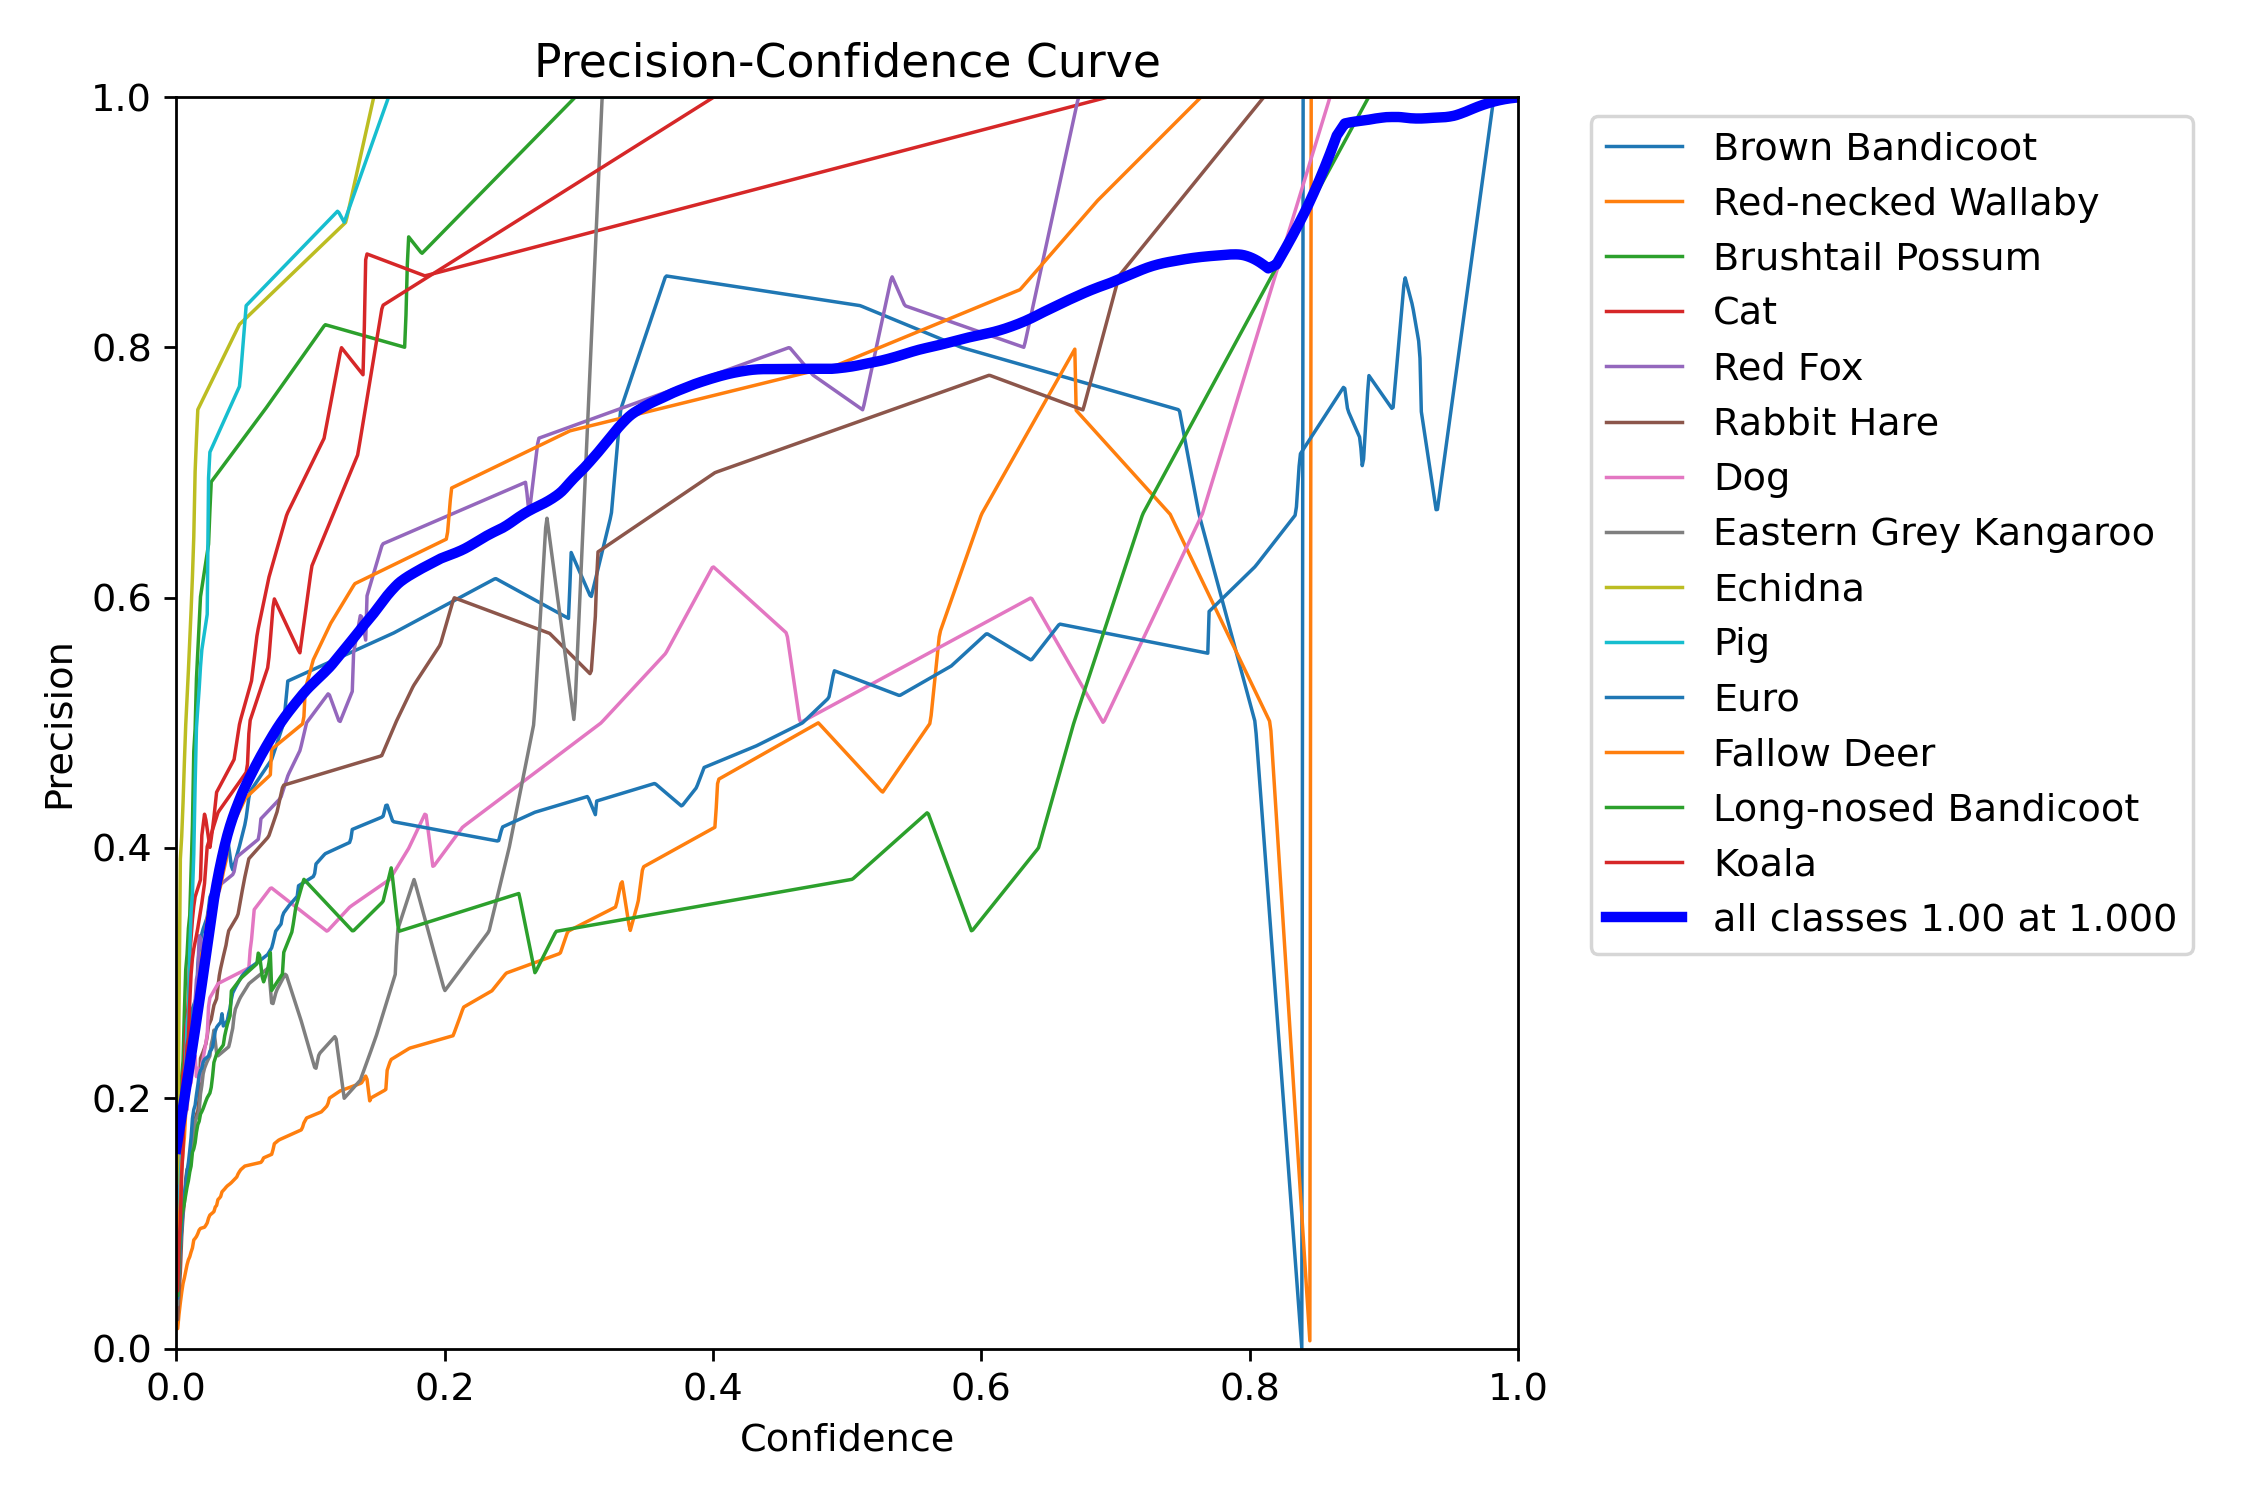 Precision-Confidence Curve
1.0
0.8
0.6
0.4
0.2
0.0
Precision
0.0 0.2 0.4 0.6 0.8 1.0
Confidence
Brown Bandicoot
Red-necked Wallaby
Brushtail Possum
Cat
Red Fox
Rabbit Hare
Dog
Eastern Grey Kangaroo
Echidna
Pig
Euro
Fallow Deer
Long-nosed Bandicoot
Koala
all classes 1.00 at 1.000